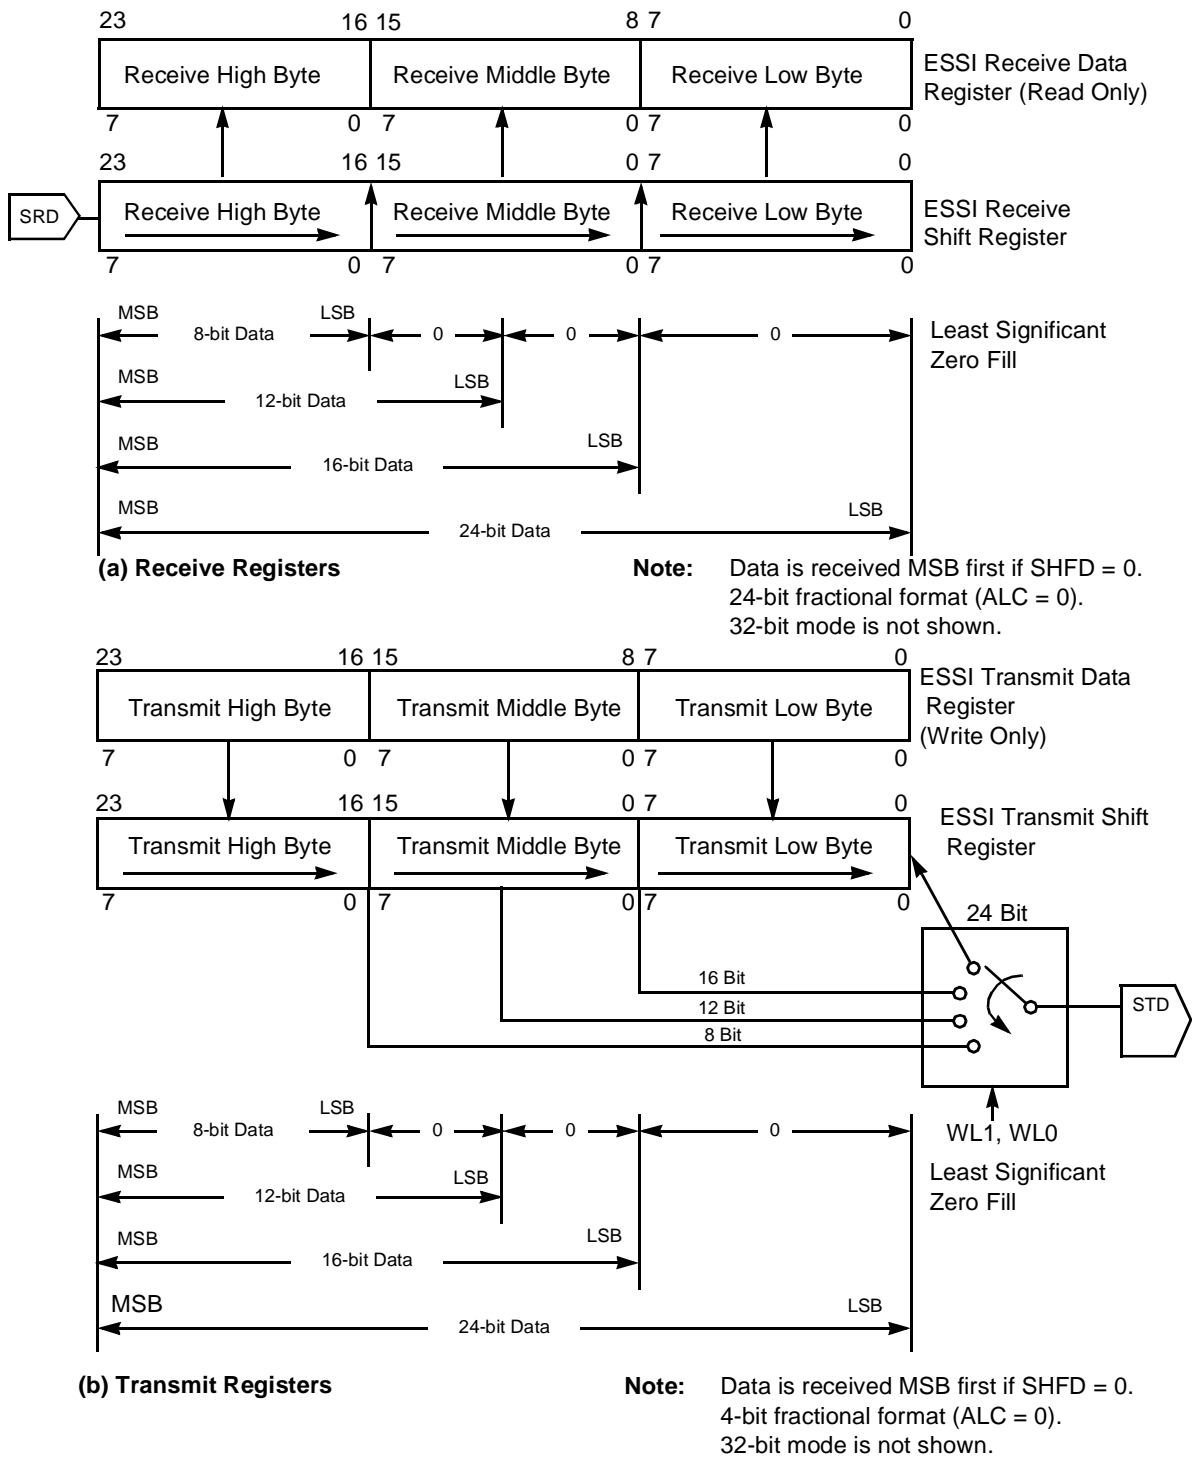 23 16 15 8 7 0
Receive High Byte Receive Middle Byte Receive Low Byte
ESSI Receive Data
Register (Read Only)
7 0 7 0 7 0
23 16 15 0 7 0
SRD
Receive High Byte Receive Middle Byte Receive Low Byte
ESSI Receive
Shift Register
7 0 7 0 7 0
MSB LSB
8-bit Data 0 0 0
Least Significant
Zero Fill
MSB LSB
12-bit Data
MSB LSB
16-bit Data
MSB LSB
24-bit Data
(a) Receive Registers
Note: Data is received MSB first if SHFD = 0.
24-bit fractional format (ALC = 0).
32-bit mode is not shown.
23 16 15 8 7 0
Transmit High Byte Transmit Middle Byte Transmit Low Byte
ESSI Transmit Data
Register
(Write Only)
7 0 7 0 7 0
23 16 15 0 7 0
Transmit High Byte Transmit Middle Byte Transmit Low Byte
ESSI Transmit Shift
Register
7 0 7 0 7 0
24 Bit
16 Bit
12 Bit
8 Bit
STD
WL1, WL0
MSB LSB
8-bit Data 0 0 0
Least Significant
Zero Fill
MSB LSB
12-bit Data
MSB LSB
16-bit Data
MSB LSB
24-bit Data
(b) Transmit Registers
Note: Data is received MSB first if SHFD = 0.
4-bit fractional format (ALC = 0).
32-bit mode is not shown.